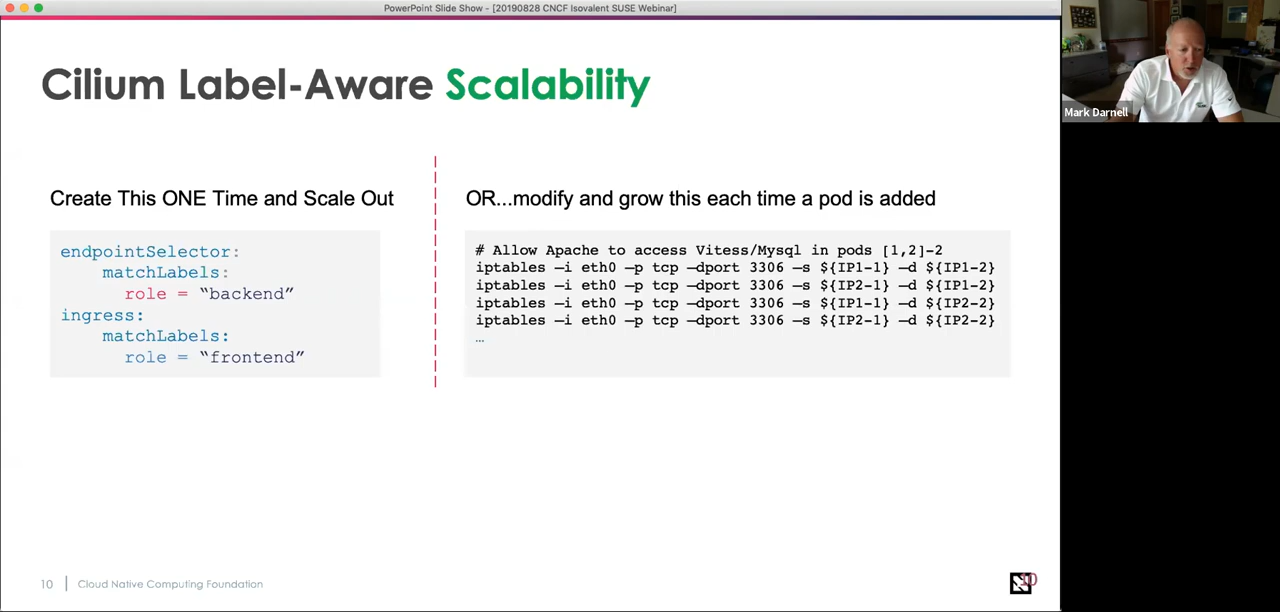 PowerPoint Slide Show - [20190828 CNCF Isovalent SUSE Webinar]
Mark Darnell
Cilium Label-Aware Scalability
Create This ONE Time and Scale Out
endpointSelector:
matchLabels:
role = “backend”
ingress:
matchLabels:
role = “frontend”
OR...modify and grow this each time a pod is added
# Allow Apache to access Vitess/Mysql in pods [1,2]-2
iptables –i eth0 –p tcp –dport 3306 –s ${IP1-1} –d ${IP1-2}
iptables –i eth0 –p tcp –dport 3306 –s ${IP2-1} –d ${IP1-2}
iptables –i eth0 –p tcp –dport 3306 –s ${IP1-1} –d ${IP2-2}
iptables –i eth0 –p tcp –dport 3306 –s ${IP2-1} –d ${IP2-2}
…
10 | Cloud Native Computing Foundation
10